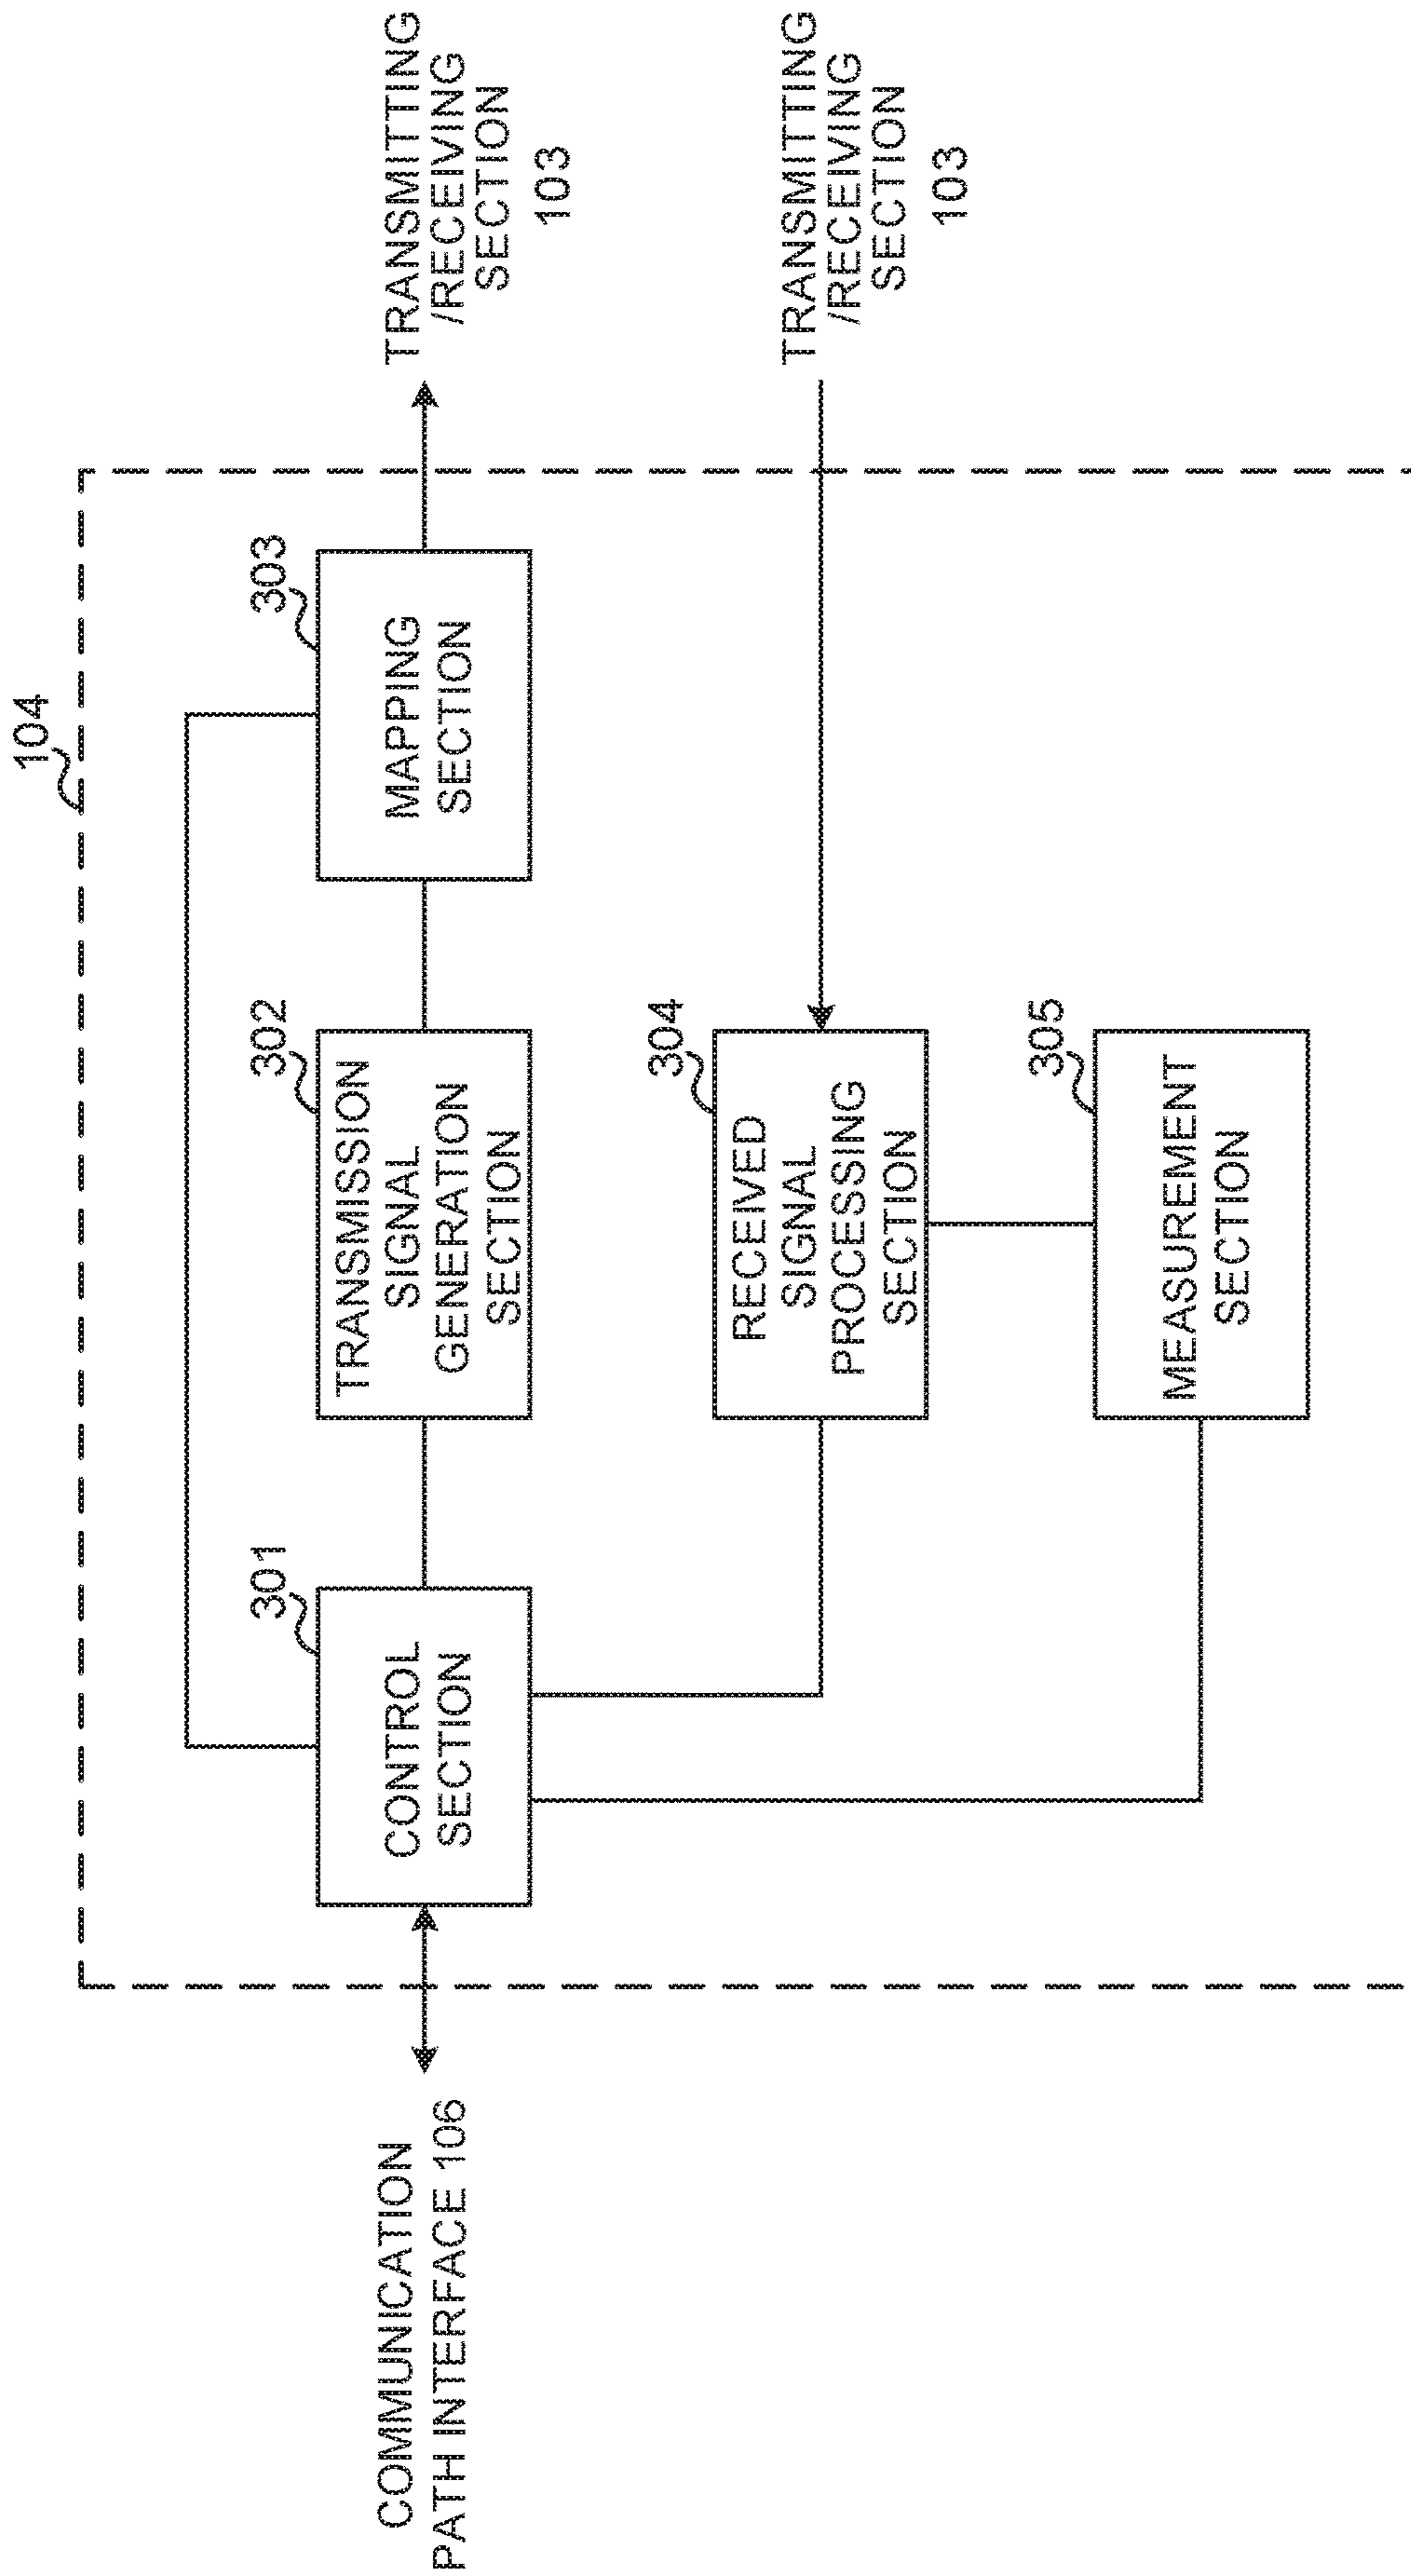 104
COMMUNICATION
PATH INTERFACE 106
301
CONTROL
SECTION
302
TRANSMISSION
SIGNAL
GENERATION
SECTION
303
MAPPING
SECTION
TRANSMITTING
/RECEIVING
SECTION
103
304
RECEIVED
SIGNAL
PROCESSING
SECTION
TRANSMITTING
/RECEIVING
SECTION
103
305
MEASUREMENT
SECTION